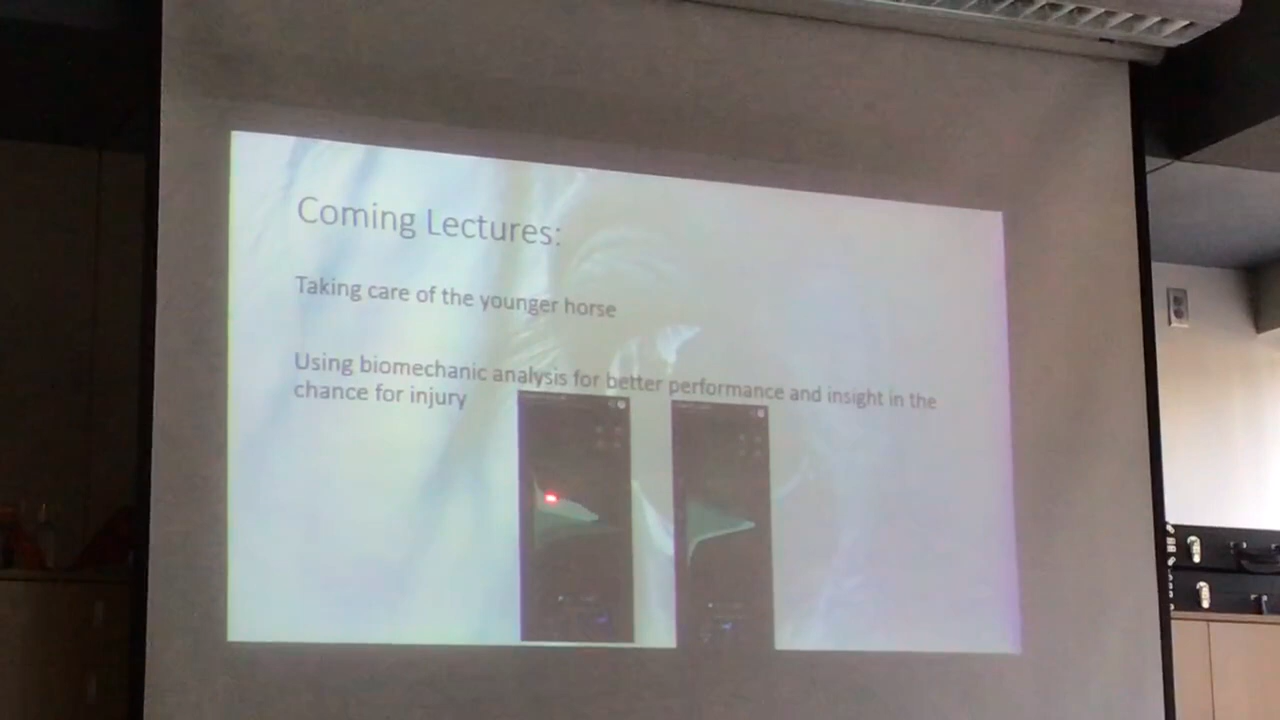 Coming Lectures:
Taking care of the younger horse
Using biomechanic analysis for better performance and insight in the
chance for injury